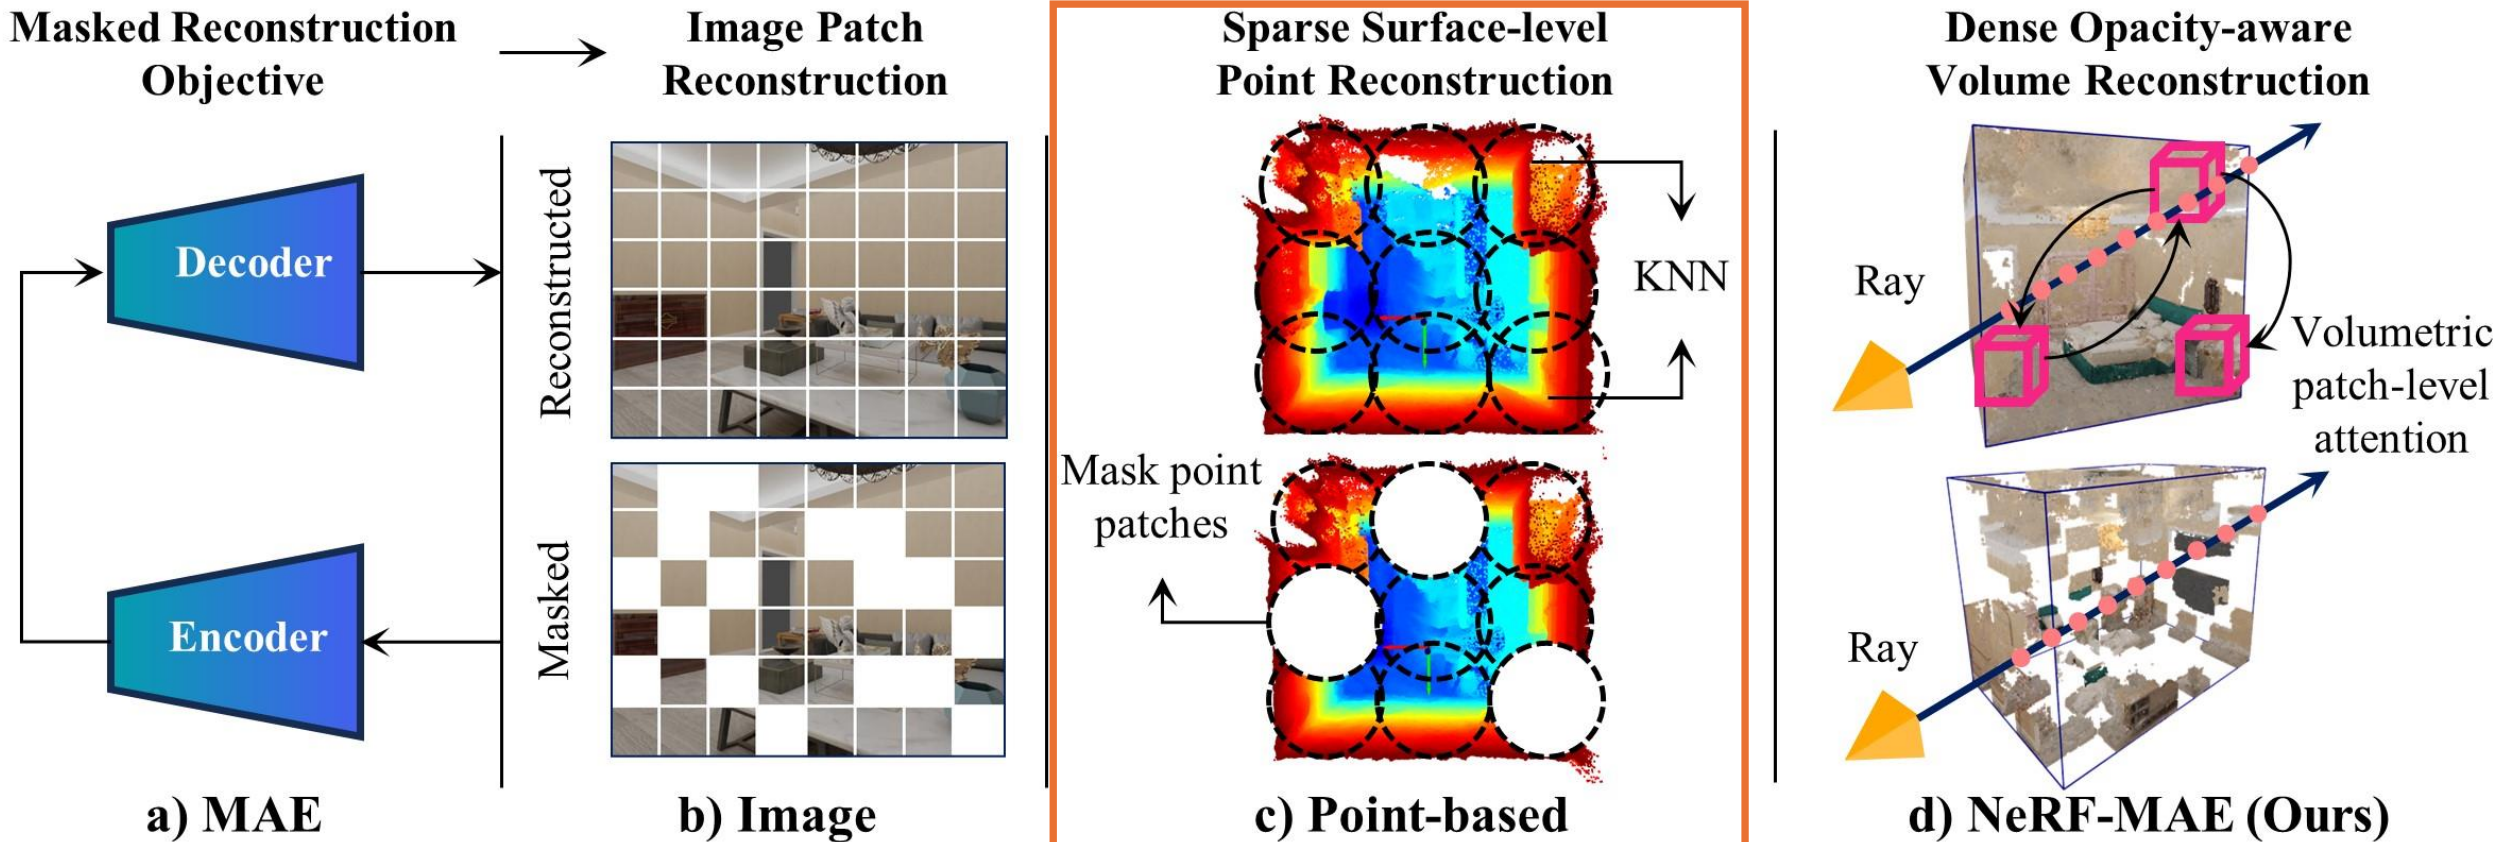 Masked Reconstruction
Objective
Image Patch
Reconstruction
Sparse Surface-level
Point Reconstruction
Dense Opacity-aware
Volume Reconstruction
Decoder
Encoder
Reconstructed
Masked
KNN
Mask point
patches
Ray
Volumetric
patch-level
attention
Ray
a) MAE
b) Image
c) Point-based
d) NeRF-MAE (Ours)